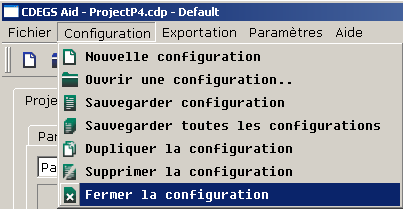 CDEGS Aid - ProjectP4.cdp - Default
Fichier Configuration Exportation Paramètres Aide
Nouvelle configuration
Ouvrir une configuration..
Sauvegarder configuration
Proje
Sauvegarder toutes les configurations
Par
Dupliquer la configuration
Pa
Supprimer la configuration
Fermer la configuration